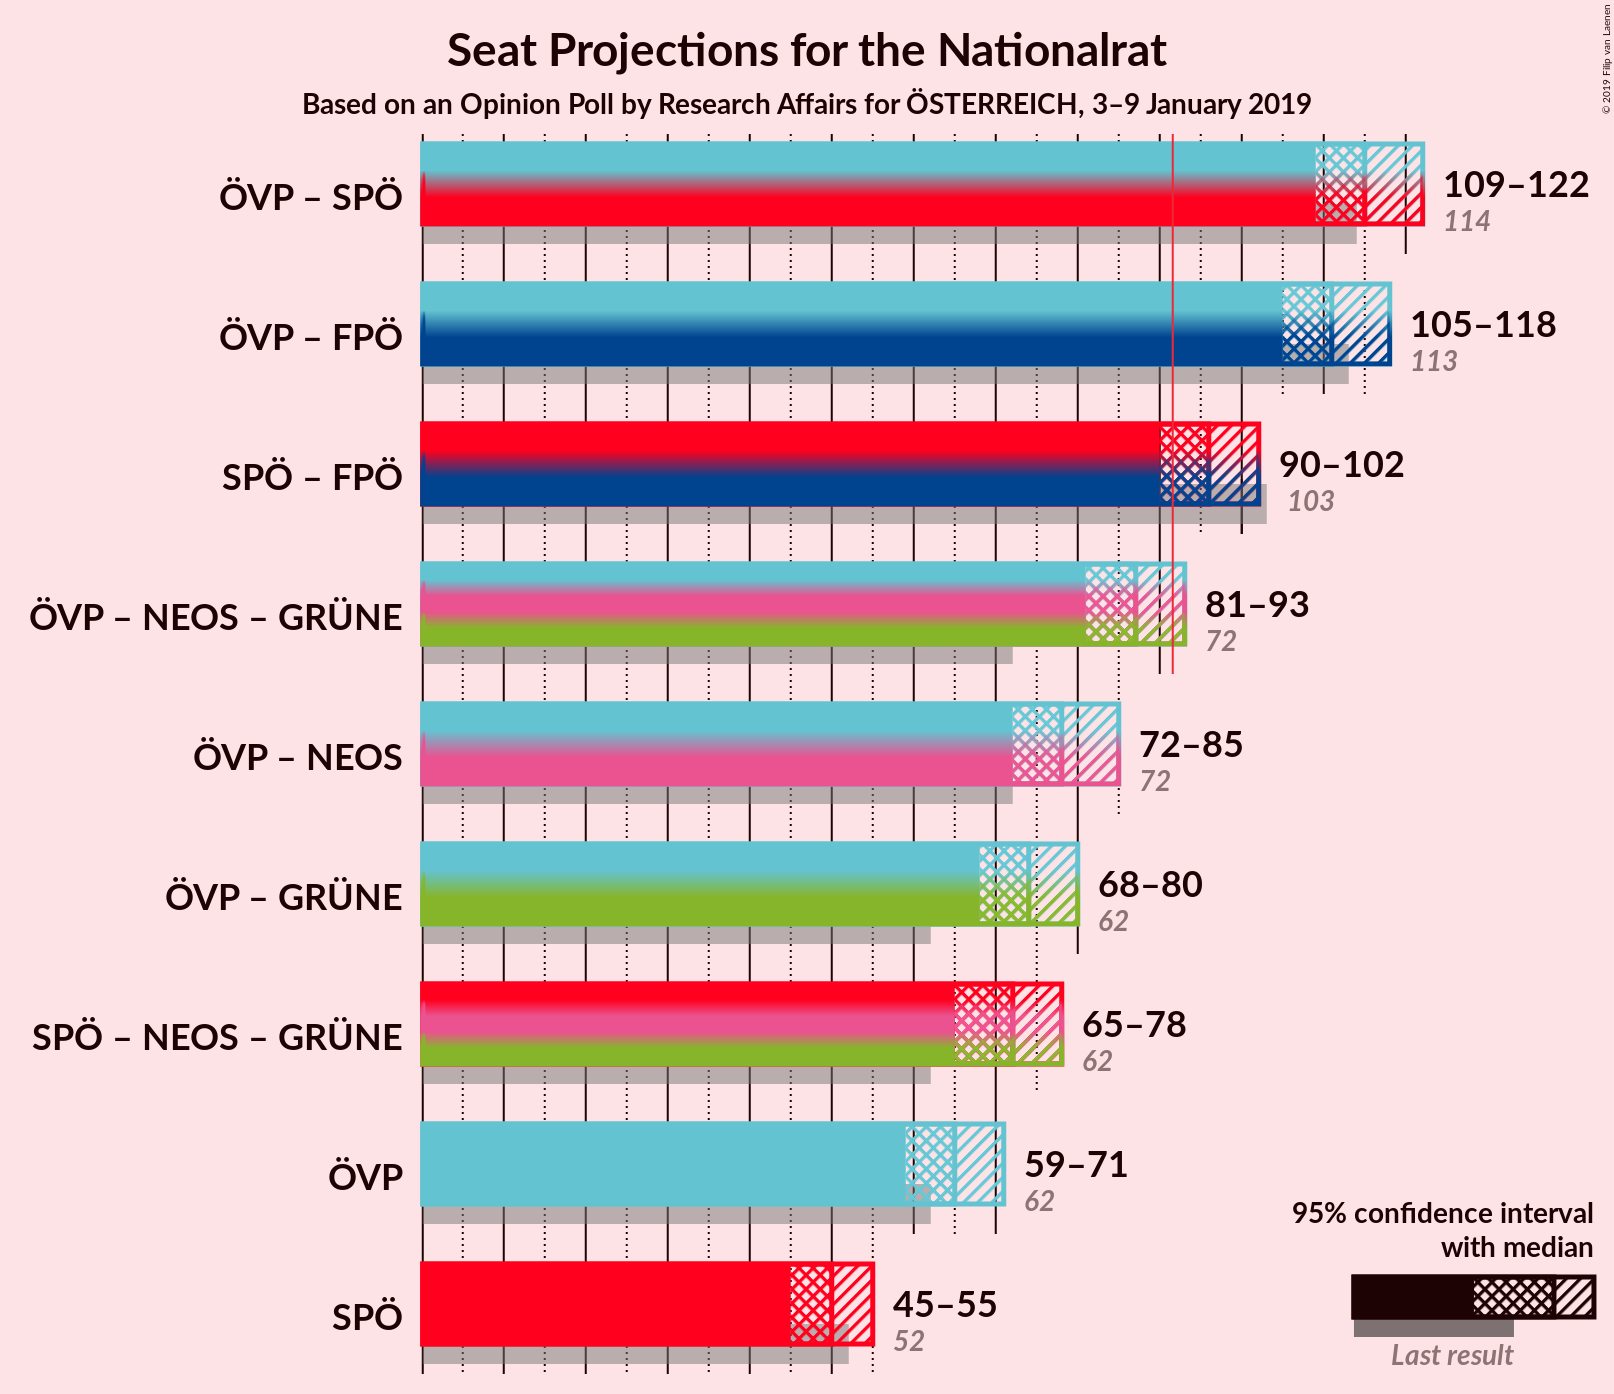 Seat Projections for the Nationalrat
Based on an Opinion Poll by Research Affairs for ÖSTERREICH, 3–9 January 2019
© 2019 Filip van Laenen
ÖVP – SPÖ
109–122
114
ÖVP – FPÖ
105–118
113
SPÖ – FPÖ
90–102
103
ÖVP – NEOS – GRÜNE
81–93
72
ÖVP – NEOS
72–85
72
ÖVP – GRÜNE
68–80
62
SPÖ – NEOS – GRÜNE
65–78
62
ÖVP
59–71
62
SPÖ
45–55
52
95% confidence interval
with median
Last result